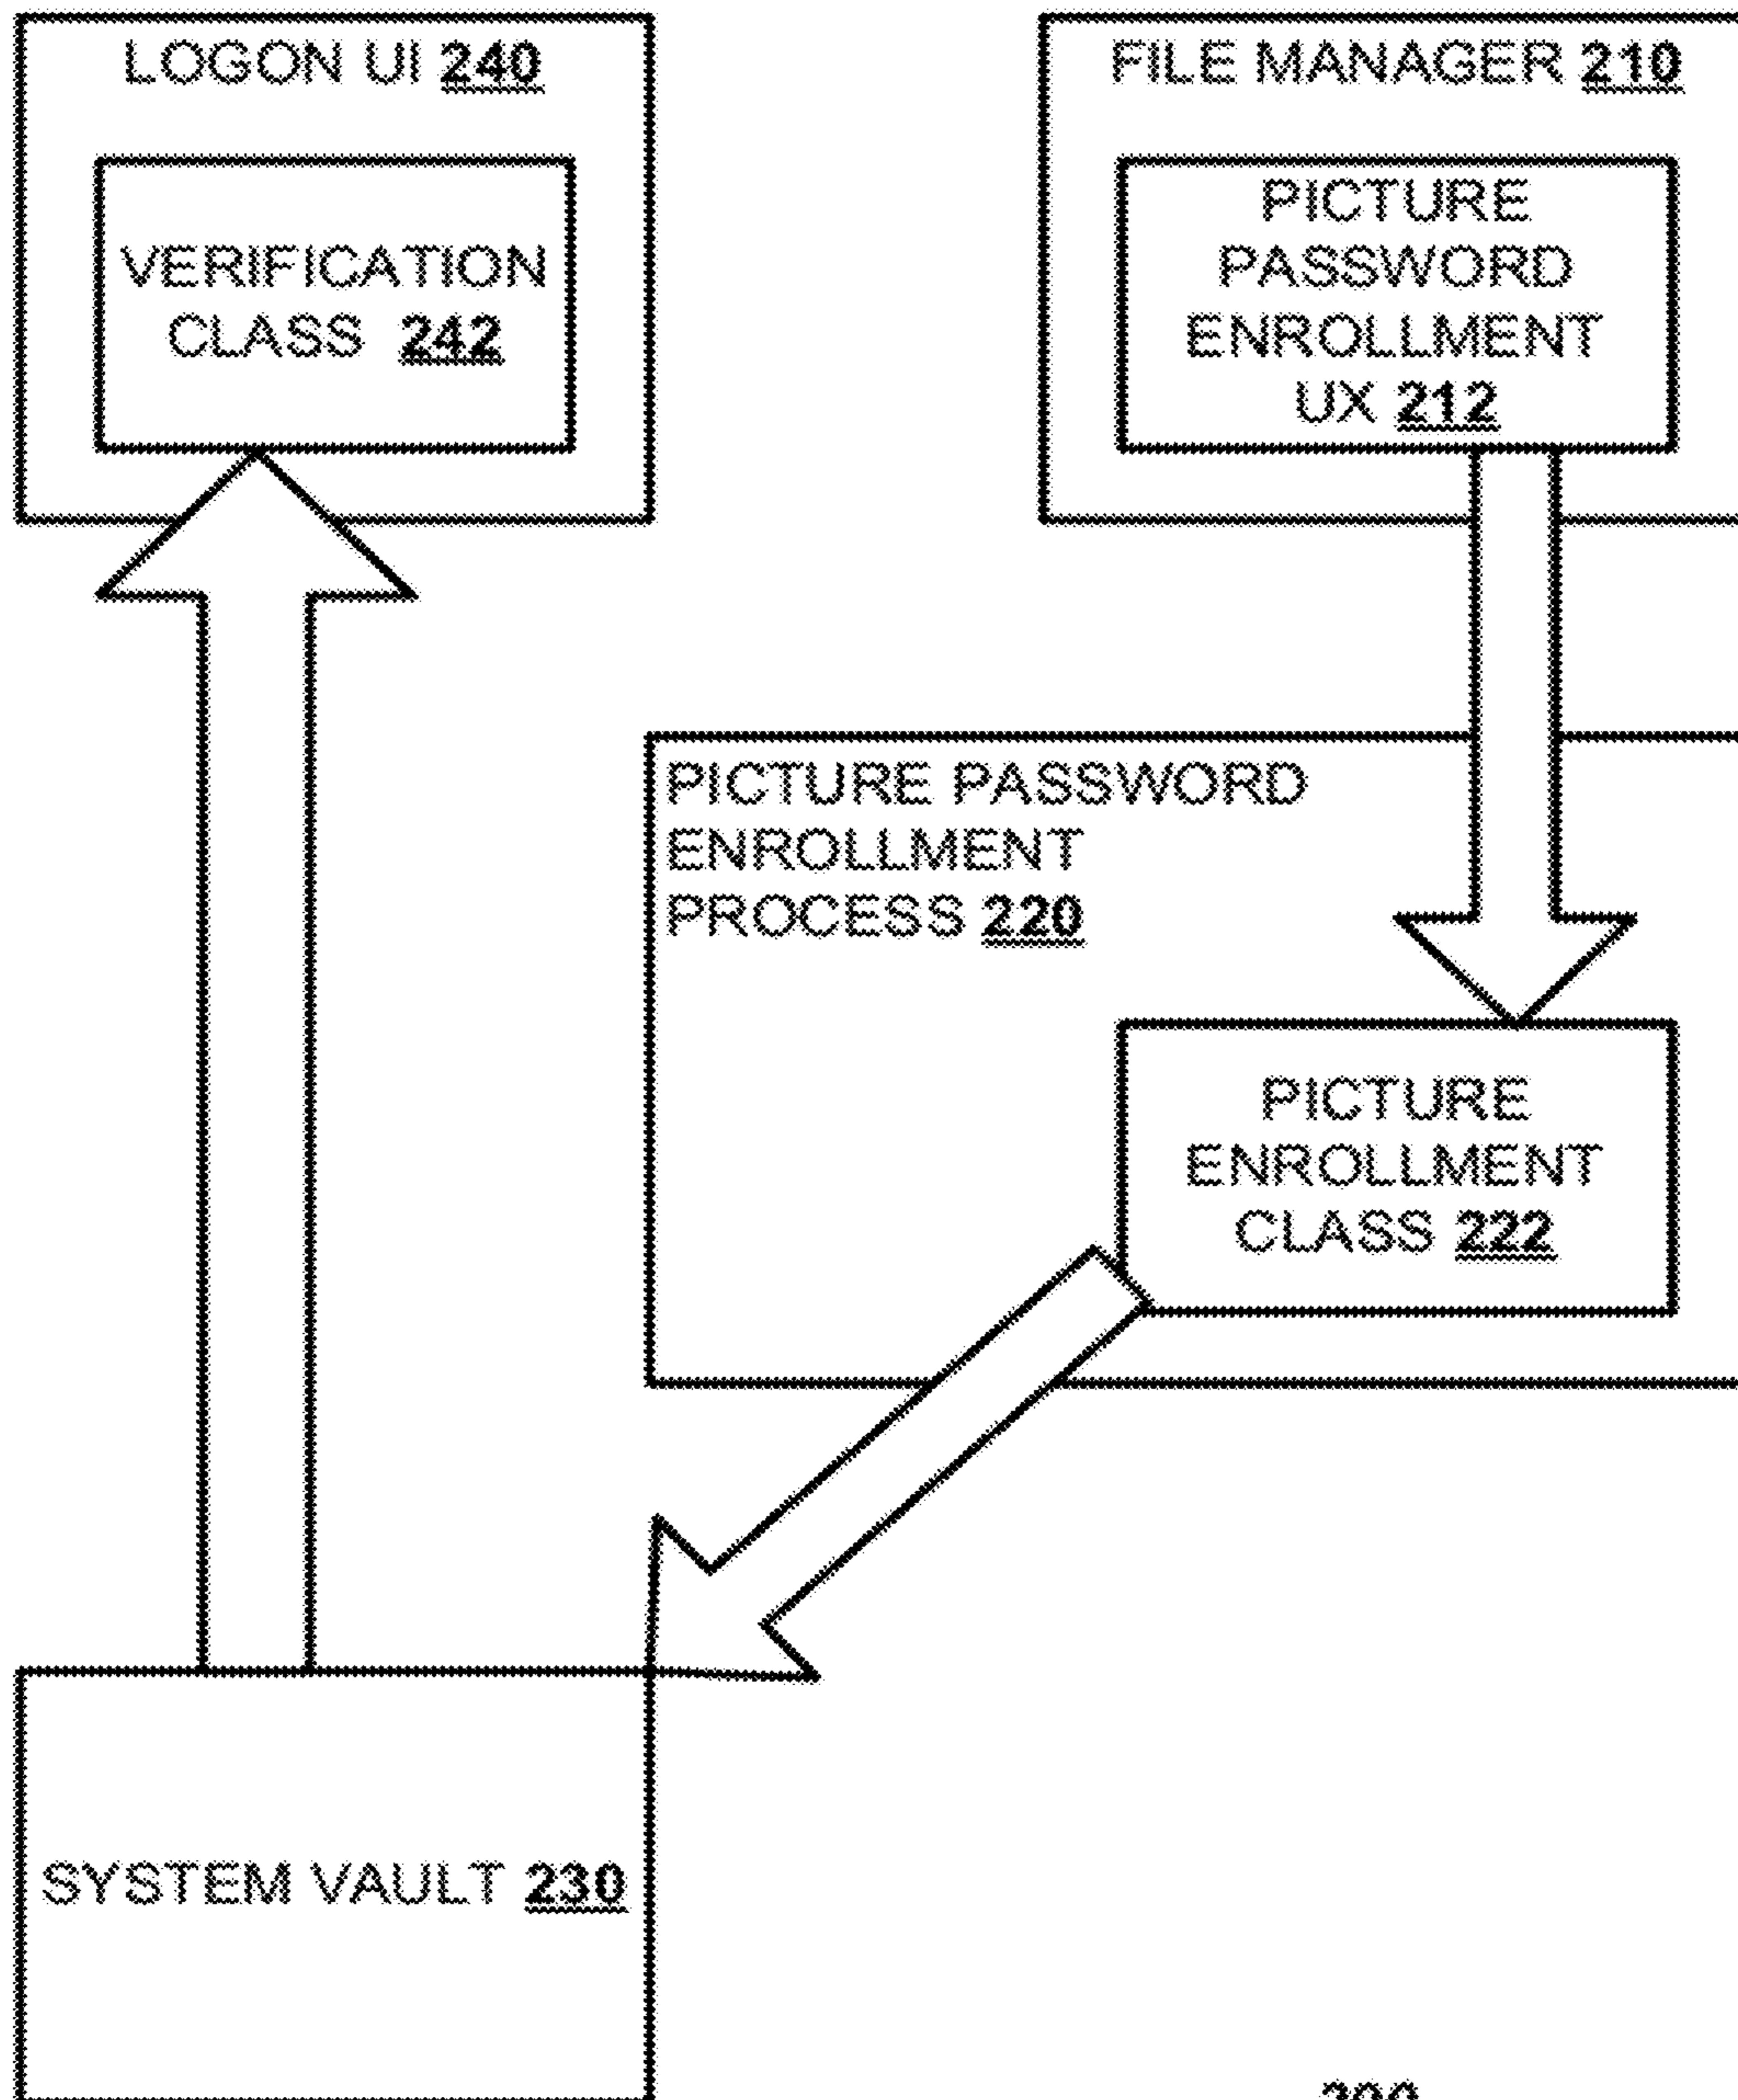 LOGON UI 240
VERIFICATION
CLASS 242
FILE MANAGER 210
PICTURE
PASSWORD
ENROLLMENT
UX 212
PICTURE PASSWORD
ENROLLMENT
PROCESS 220
PICTURE
ENROLLMENT
CLASS 222
SYSTEM VAULT 230